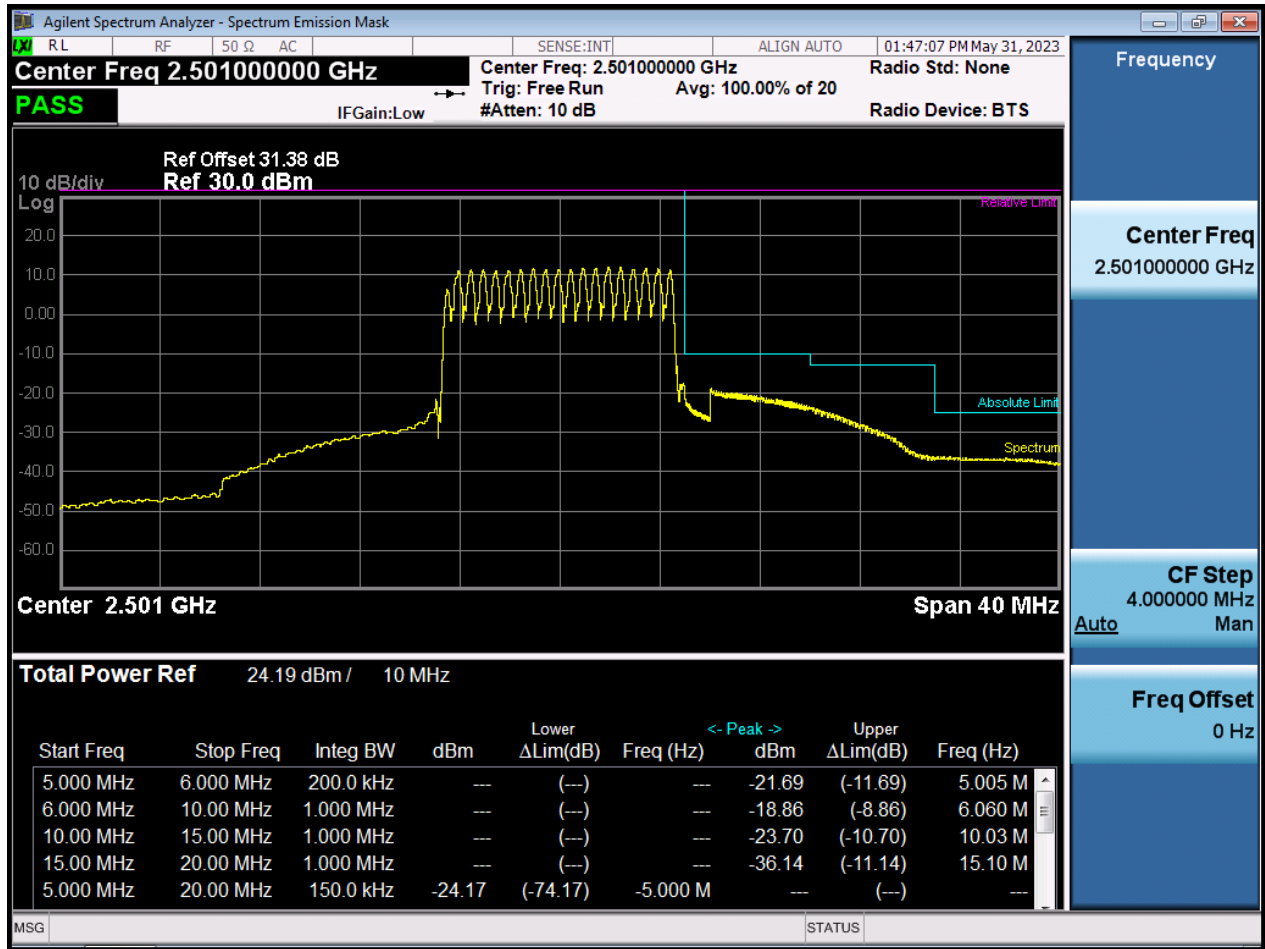 Agilent Spectrum Analyzer - Spectrum Emission Mask
LXI RL RF 50 Ω AC SENSE:INT ALIGN AUTO 01:47:07 PM May 31, 2023
Center Freq 2.501000000 GHz
Center Freq: 2.501000000 GHz
Radio Std: None
Trig: Free Run Avg: 100.00% of 20
PASS
IFGain:Low
#Atten: 10 dB
Radio Device: BTS
Ref Offset 31.38 dB
10 dB/div Ref 30.0 dBm
Log
Relative Limit
20.0
10.0
0.00
-10.0
-20.0
Absolute Limit
-30.0
Spectrum
-40.0
-50.0
-60.0
Center 2.501 GHz Span 40 MHz
Total Power Ref 24.19 dBm / 10 MHz
Lower <- Peak -> Upper
Start Freq Stop Freq Integ BW dBm ΔLim(dB) Freq (Hz) dBm ΔLim(dB) Freq (Hz)
5.000 MHz 6.000 MHz 200.0 kHz --- (---) --- -21.69 (-11.69) 5.005 M
6.000 MHz 10.00 MHz 1.000 MHz --- (---) --- -18.86 (-8.86) 6.060 M
10.00 MHz 15.00 MHz 1.000 MHz --- (---) --- -23.70 (-10.70) 10.03 M
15.00 MHz 20.00 MHz 1.000 MHz --- (---) --- -36.14 (-11.14) 15.10 M
5.000 MHz 20.00 MHz 150.0 kHz -24.17 (-74.17) -5.000 M --- (---) ---
MSG STATUS
Frequency
Center Freq
2.501000000 GHz
CF Step
4.000000 MHz
Auto Man
Freq Offset
0 Hz